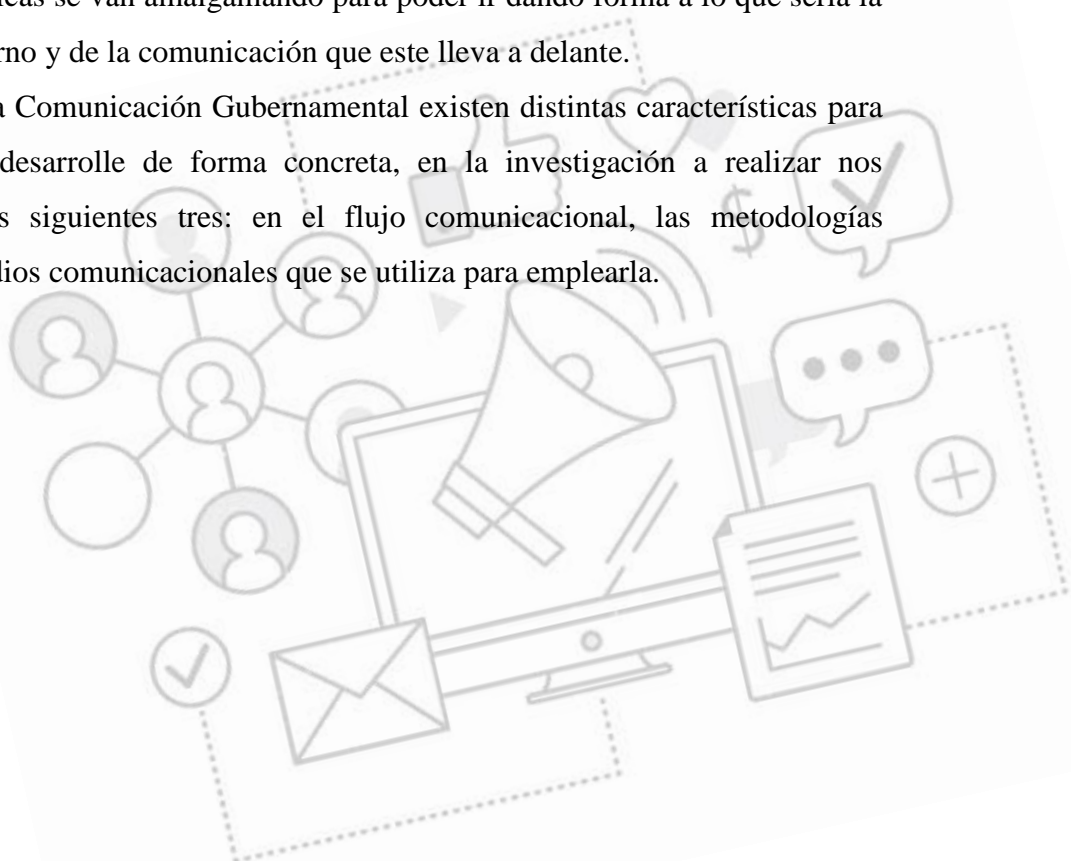 icas se van amalgamando para poder ir dando forma a lo que sería la
rno y de la comunicación que este lleva a delante.
a Comunicación Gubernamental existen distintas características para
desarrolle de forma concreta, en la investigación a realizar nos
s siguientes tres: en el flujo comunicacional, las metodologías
dios comunicacionales que se utiliza para emplearla.
$